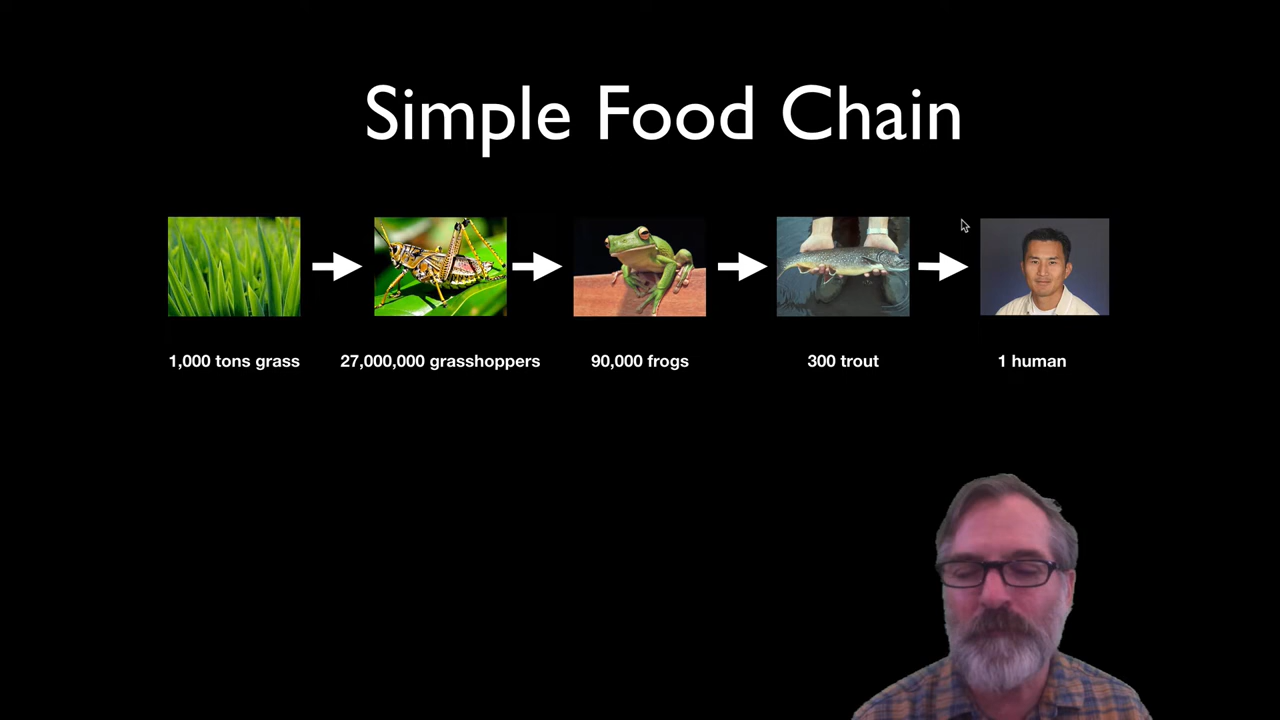 Simple Food Chain
1,000 tons grass
27,000,000 grasshoppers
90,000 frogs
300 trout
1 human